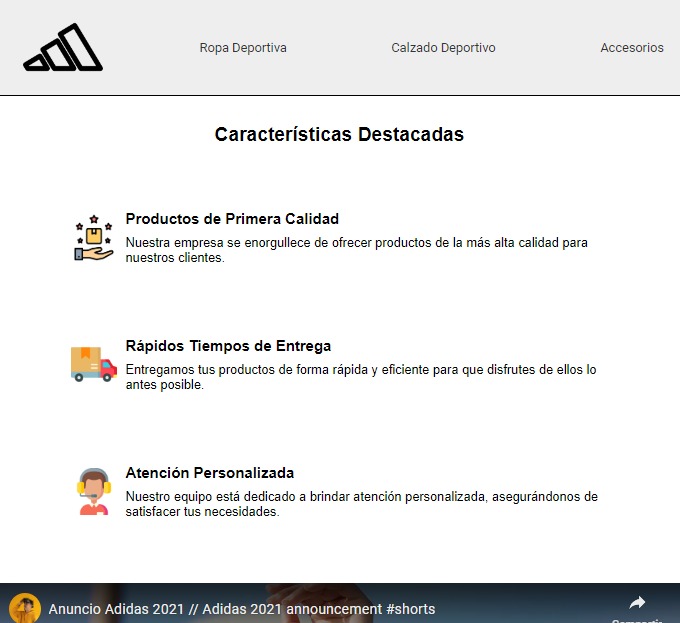 Ropa Deportiva
Calzado Deportivo
Accesorios
Características Destacadas
Productos de Primera Calidad
Nuestra empresa se enorgullece de ofrecer productos de la más alta calidad para
nuestros clientes.
Rápidos Tiempos de Entrega
Entregamos tus productos de forma rápida y eficiente para que disfrutes de ellos lo
antes posible.
Atención Personalizada
Nuestro equipo está dedicado a brindar atención personalizada, asegurándonos de
satisfacer tus necesidades.
Anuncio Adidas 2021 // Adidas 2021 announcement #shorts
Compartir